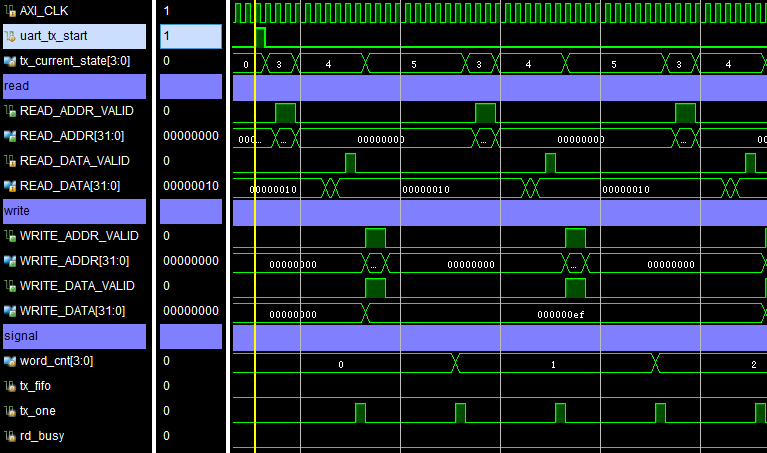 AXI_CLK 1
uart_tx_start 1
tx_current_state[3:0] 0 0 3 4 5 3 4 5 3 4
read
READ_ADDR_VALID 0
READ_ADDR[31:0] 00000000 000... ... 00000000 ... 00000000 ... 00
READ_DATA_VALID 0
READ_DATA[31:0] 00000010 00000010 00000010 00000010
write
WRITE_ADDR_VALID 0
WRITE_ADDR[31:0] 00000000 00000000 ... 00000000 ... 00000000
WRITE_DATA_VALID 0
WRITE_DATA[31:0] 00000000 00000000 000000ef
signal
word_cnt[3:0] 0 0 1 2
tx_fifo 0
tx_one 0
rd_busy 0